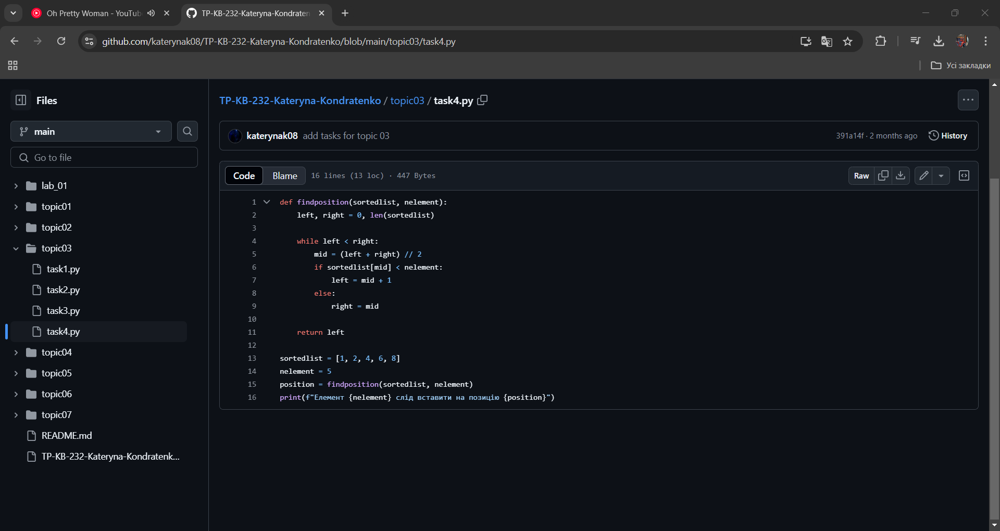 Oh Pretty Woman - YouTub
TP-KB-232-Kateryna-Kondraten
github.com/katerynak08/TP-KB-232-Kateryna-Kondratenko/blob/main/topic03/task4.py
Усі закладки
Files
main
Go to file
lab_01
topic01
topic02
topic03
task1.py
task2.py
task3.py
task4.py
topic04
topic05
topic06
topic07
README.md
TP-KB-232-Kateryna-Kondratenk...
TP-KB-232-Kateryna-Kondratenko / topic03 / task4.py
katerynak08 add tasks for topic 03
391a14f · 2 months ago History
Code Blame 16 lines (13 loc) · 447 Bytes Raw
1 def findposition(sortedlist, nelement):
2     left, right = 0, len(sortedlist)
3
4     while left < right:
5         mid = (left + right) // 2
6         if sortedlist[mid] < nelement:
7             left = mid + 1
8         else:
9             right = mid
10
11     return left
12
13 sortedlist = [1, 2, 4, 6, 8]
14 nelement = 5
15 position = findposition(sortedlist, nelement)
16 print(f"Елемент {nelement} слід вставити на позицію {position}")